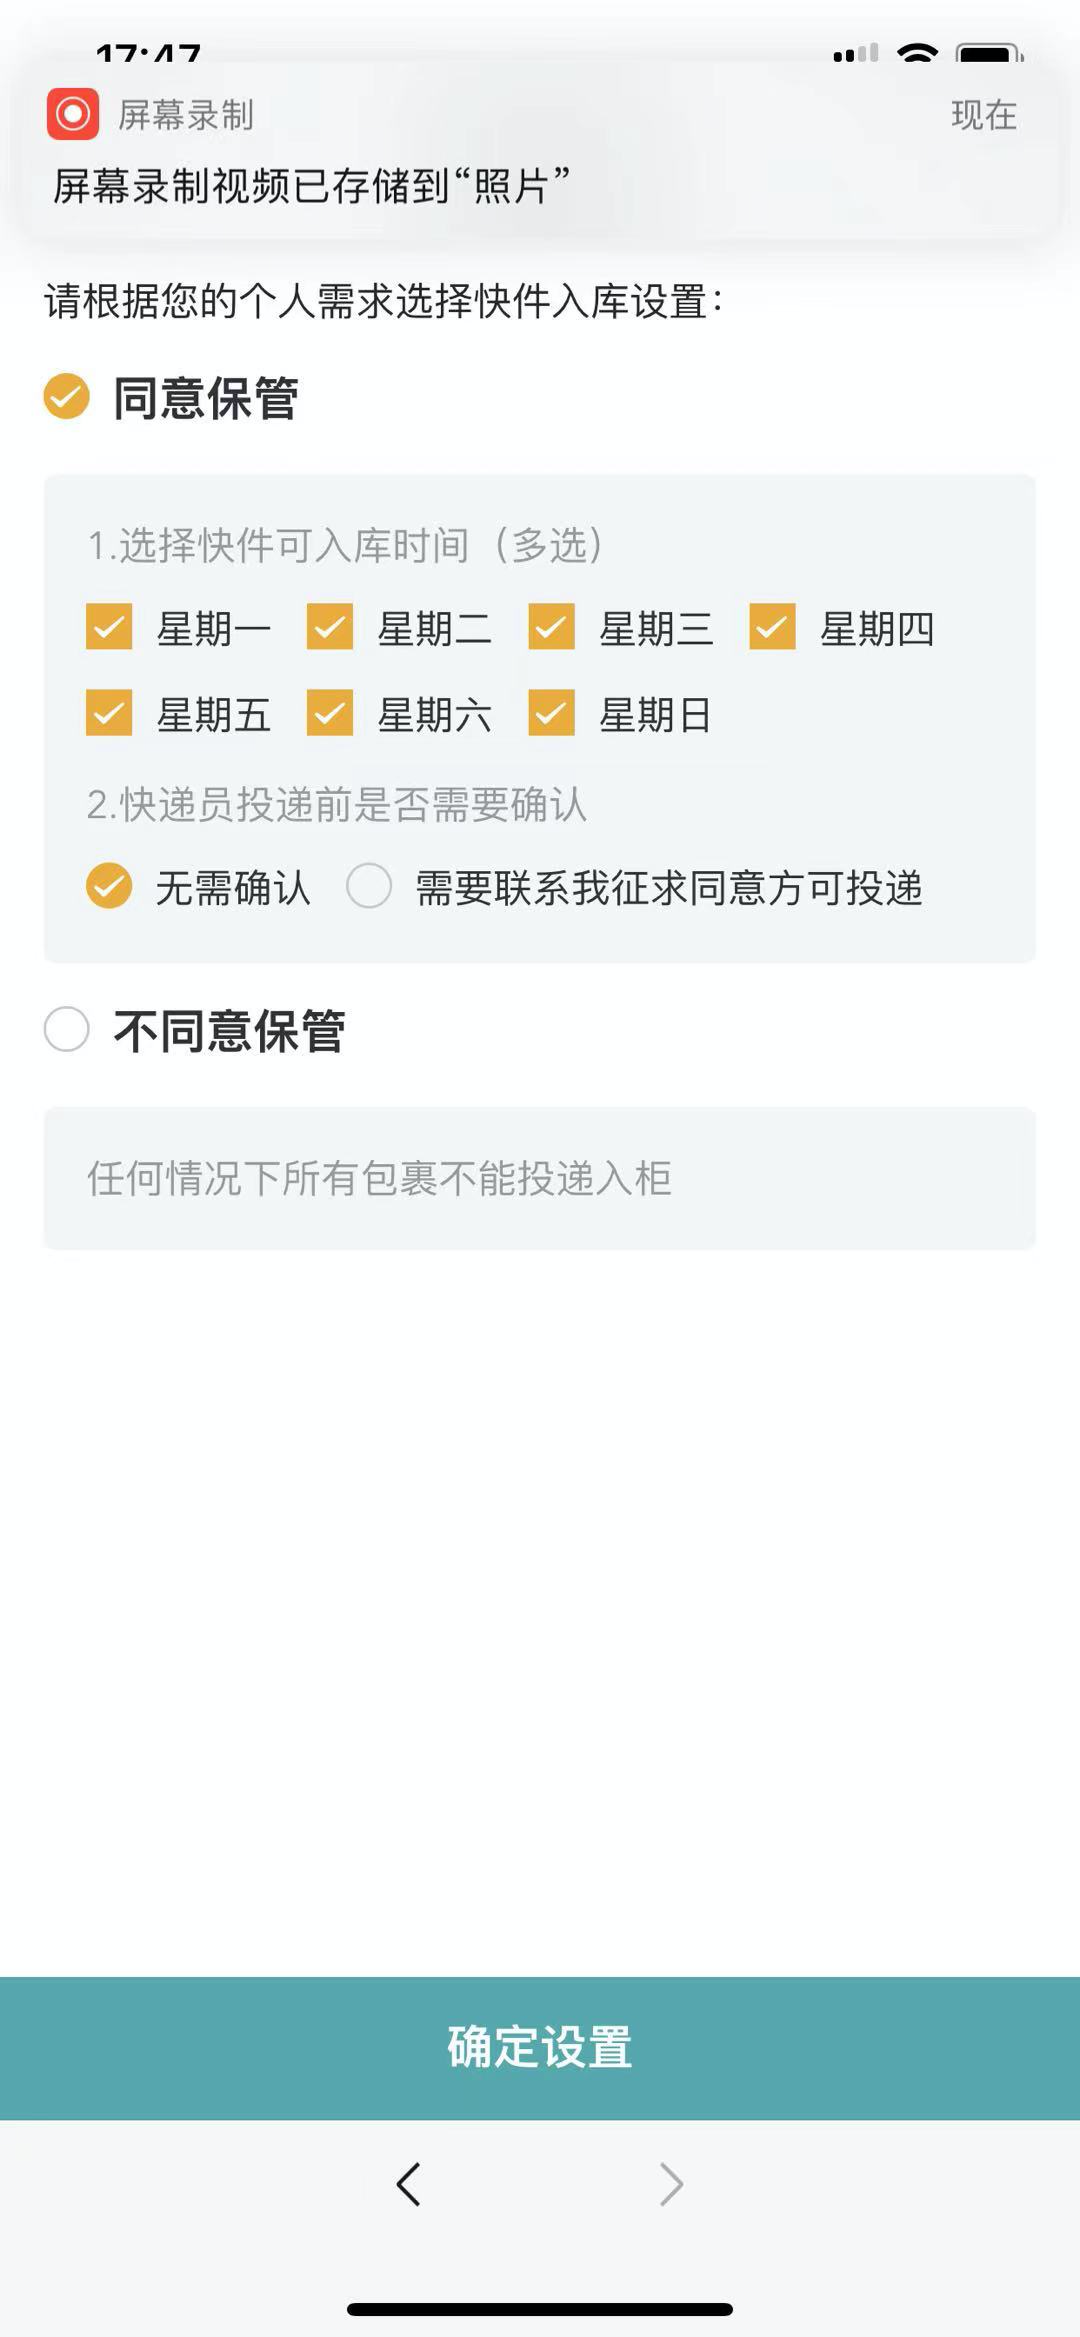 17:47
屏幕录制 现在
屏幕录制视频已存储到“照片”
请根据您的个人需求选择快件入库设置：
同意保管
1.选择快件可入库时间（多选）
星期一 星期二 星期三 星期四
星期五 星期六 星期日
2.快递员投递前是否需要确认
无需确认 需要联系我征求同意方可投递
不同意保管
任何情况下所有包裹不能投递入柜
确定设置